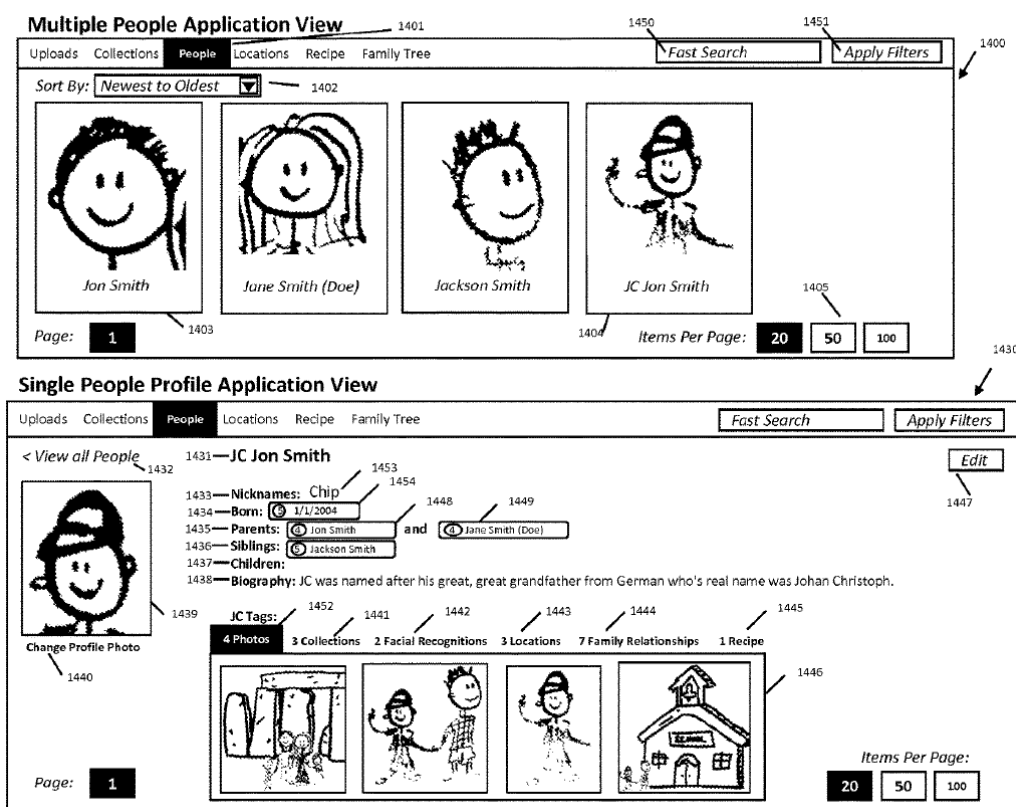 Multiple People Application View
1401
1450
1451
1400
Uploads Collections People Locations Recipe Family Tree Fast Search Apply Filters
Sort By: Newest to Oldest 1402
Jon Smith Jane Smith (Doe) Jackson Smith JC Jon Smith
1403 1404 1405
Page: 1 Items Per Page: 20 50 100
1430
Single People Profile Application View
Uploads Collections People Locations Recipe Family Tree Fast Search Apply Filters
< View all People 1432
1431 JC Jon Smith Edit
1447
1453
1433 Nicknames: Chip 1454
1434 Born: 5 1/1/2004 1448 1449
1435 Parents: 4 Jon Smith and 4 Jane Smith (Doe)
1436 Siblings: 5 Jackson Smith
1437 Children:
1438 Biography: JC was named after his great, great grandfather from German who's real name was Johan Christoph.
1439
JC Tags: 1452 1441 1442 1443 1444 1445
4 Photos 3 Collections 2 Facial Recognitions 3 Locations 7 Family Relationships 1 Recipe
Change Profile Photo
1440
1446
SCHOOL
Page: 1 Items Per Page:
20 50 100